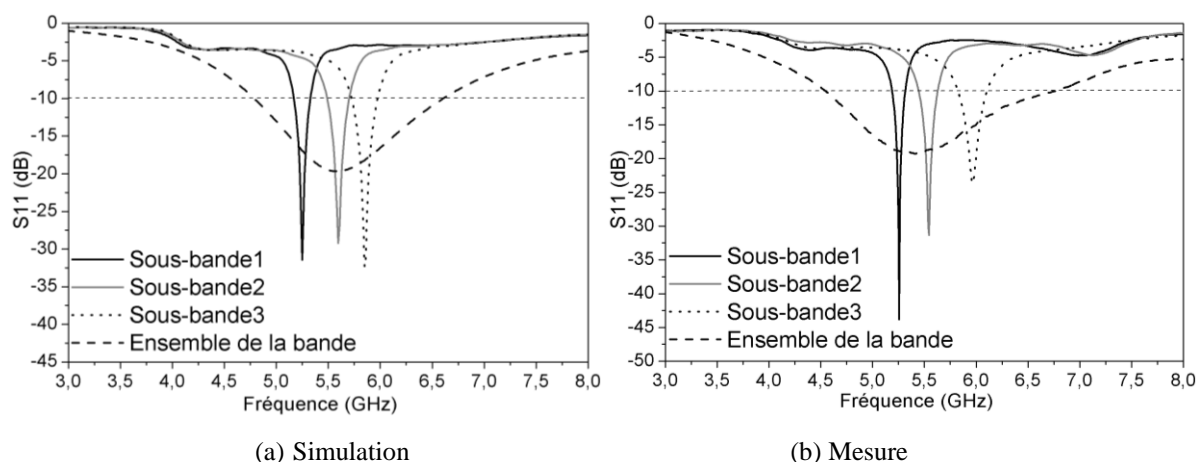 0
-5
-10
-15
-20
-25
-30
-35
-40
-45
S11 (dB)
Sous-bande1
Sous-bande2
Sous-bande3
Ensemble de la bande
3,0 3,5 4,0 4,5 5,0 5,5 6,0 6,5 7,0 7,5 8,0
Fréquence (GHz)
(a) Simulation
0
-5
-10
-15
-20
-25
-30
-35
-40
-45
-50
S11 (dB)
Sous-bande1
Sous-bande2
Sous-bande3
Ensemble de la bande
3,0 3,5 4,0 4,5 5,0 5,5 6,0 6,5 7,0 7,5 8,0
Fréquence (GHz)
(b) Mesure